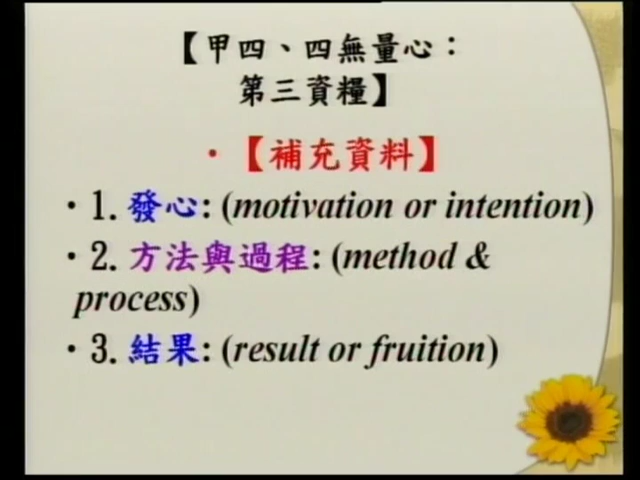 【甲四、四無量心：
第三資糧】
•【補充資料】
• 1. 發心: (motivation or intention)
• 2. 方法與過程: (method &
process)
• 3. 結果: (result or fruition)